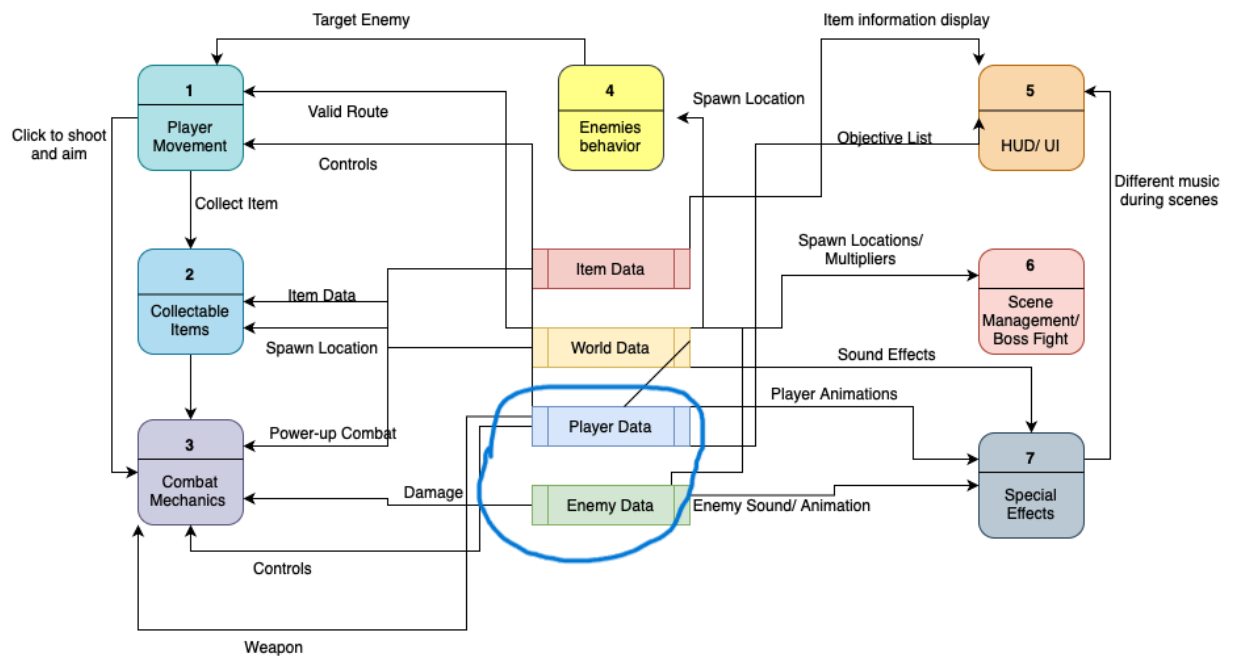 Target Enemy
Item information display
1
Player
Movement
4
Enemies
behavior
5
HUD/ UI
Valid Route
Spawn Location
Click to shoot
and aim
Controls
Objective List
Different music
during scenes
Collect Item
2
Collectable
Items
Item Data
Spawn Locations/
Multipliers
6
Scene
Management/
Boss Fight
Item Data
Spawn Location
World Data
Sound Effects
Player Animations
3
Combat
Mechanics
Power-up Combat
Player Data
7
Special
Effects
Damage
Enemy Data
Enemy Sound/ Animation
Controls
Weapon